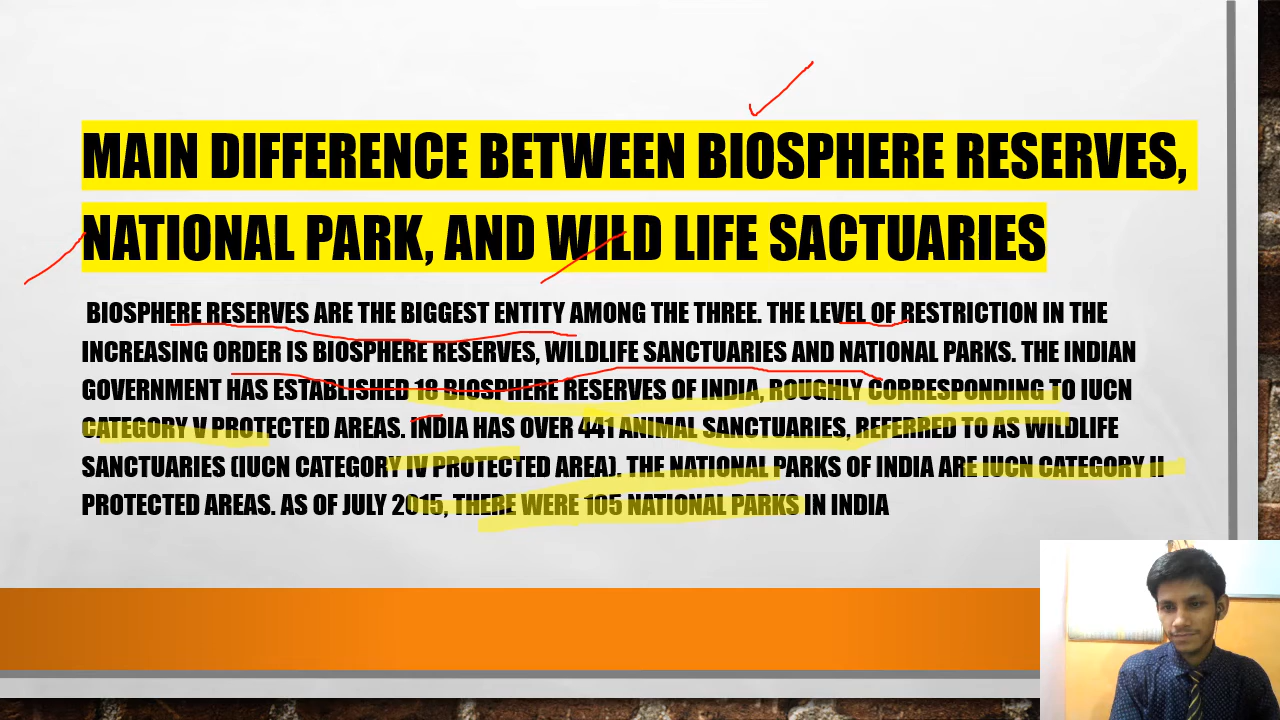 MAIN DIFFERENCE BETWEEN BIOSPHERE RESERVES,
NATIONAL PARK, AND WILD LIFE SACTUARIES
BIOSPHERE RESERVES ARE THE BIGGEST ENTITY AMONG THE THREE. THE LEVEL OF RESTRICTION IN THE
INCREASING ORDER IS BIOSPHERE RESERVES, WILDLIFE SANCTUARIES AND NATIONAL PARKS. THE INDIAN
GOVERNMENT HAS ESTABLISHED 18 BIOSPHERE RESERVES OF INDIA, ROUGHLY CORRESPONDING TO IUCN
CATEGORY V PROTECTED AREAS. INDIA HAS OVER 441 ANIMAL SANCTUARIES, REFERRED TO AS WILDLIFE
SANCTUARIES (IUCN CATEGORY IV PROTECTED AREA). THE NATIONAL PARKS OF INDIA ARE IUCN CATEGORY II
PROTECTED AREAS. AS OF JULY 2015, THERE WERE 105 NATIONAL PARKS IN INDIA